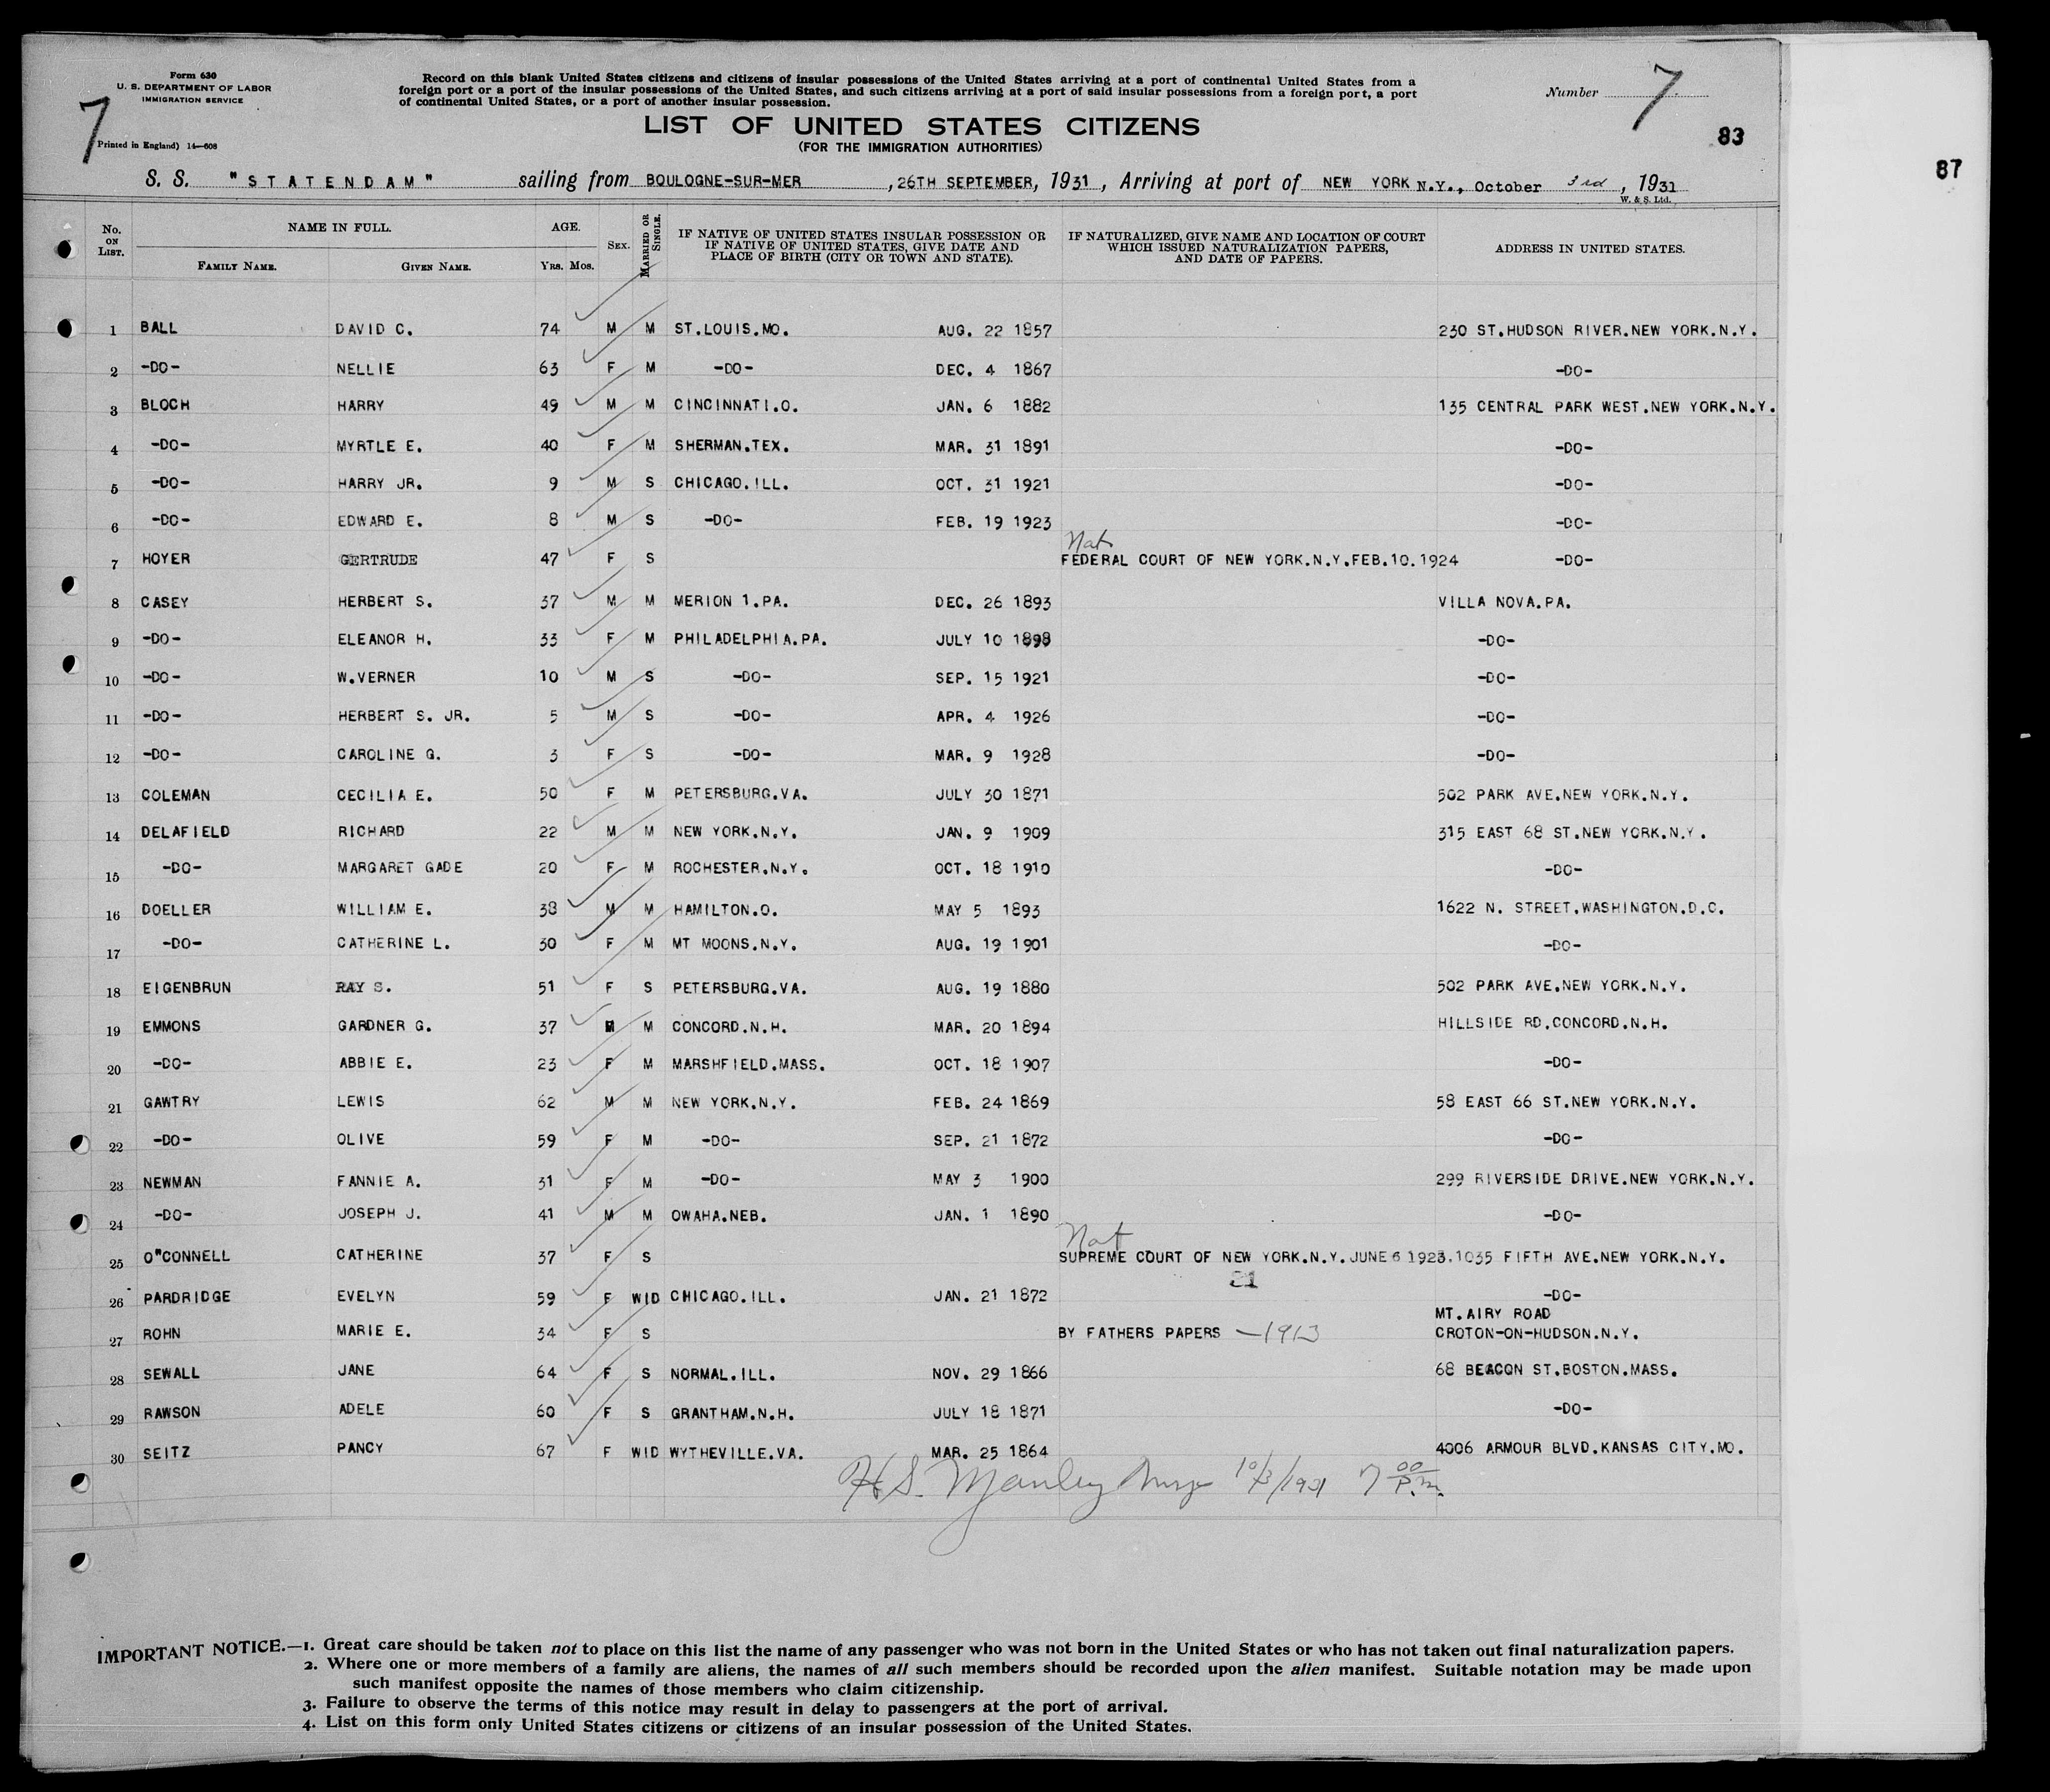 Form 630
U. S. DEPARTMENT OF LABOR
IMMIGRATION SERVICE
7
Printed in England) 14—608
Record on this blank United States citizens and citizens of insular possessions of the United States arriving at a port of continental United States from a
foreign port or a port of the insular possessions of the United States, and such citizens arriving at a port of said insular possessions from a foreign port, a port
of continental United States, or a port of another insular possession.
LIST OF UNITED STATES CITIZENS
(FOR THE IMMIGRATION AUTHORITIES)
Number 7
83
87
S. S. "STATENDAM" sailing from BOULOGNE-SUR-MER, 26TH SEPTEMBER, 1931, Arriving at port of NEW YORK N.Y., October 3rd, 1931
W. & S. Ltd.
No. ON LIST. NAME IN FULL. FAMILY NAME. GIVEN NAME. AGE. YRS. MOS. SEX. MARRIED OR SINGLE. IF NATIVE OF UNITED STATES INSULAR POSSESSION OR IF NATIVE OF UNITED STATES, GIVE DATE AND PLACE OF BIRTH (CITY OR TOWN AND STATE). IF NATURALIZED, GIVE NAME AND LOCATION OF COURT WHICH ISSUED NATURALIZATION PAPERS, AND DATE OF PAPERS. ADDRESS IN UNITED STATES.
1 BALL DAVID C. 74 M M ST.LOUIS.MO. AUG. 22 1857 230 ST.HUDSON RIVER.NEW YORK.N.Y.
2 -DO- NELLIE 63 F M -DO- DEC. 4 1867 -DO-
3 BLOCH HARRY 49 M M CINCINNATI.O. JAN. 6 1882 135 CENTRAL PARK WEST.NEW YORK.N.Y.
4 -DO- MYRTLE E. 40 F M SHERMAN.TEX. MAR. 31 1891 -DO-
5 -DO- HARRY JR. 9 M S CHICAGO.ILL. OCT. 31 1921 -DO-
6 -DO- EDWARD E. 8 M S -DO- FEB. 19 1923 -DO-
Nat
7 HOYER GERTRUDE 47 F S FEDERAL COURT OF NEW YORK.N.Y.FEB.10.1924 -DO-
8 CASEY HERBERT S. 37 M M MERION 1.PA. DEC. 26 1893 VILLA NOVA.PA.
9 -DO- ELEANOR H. 33 F M PHILADELPHIA.PA. JULY 10 1898 -DO-
10 -DO- W.VERNER 10 M S -DO- SEP. 15 1921 -DO-
11 -DO- HERBERT S. JR. 5 M S -DO- APR. 4 1926 -DO-
12 -DO- CAROLINE G. 3 F S -DO- MAR. 9 1928 -DO-
13 COLEMAN CECILIA E. 50 F M PETERSBURG.VA. JULY 30 1871 502 PARK AVE.NEW YORK.N.Y.
14 DELAFIELD RICHARD 22 M M NEW YORK.N.Y. JAN. 9 1909 315 EAST 68 ST.NEW YORK.N.Y.
15 -DO- MARGARET GADE 20 F M ROCHESTER.N.Y. OCT. 18 1910 -DO-
16 DOELLER WILLIAM E. 38 M M HAMILTON.O. MAY 5 1893 1622 N. STREET.WASHINGTON.D.C.
17 -DO- CATHERINE L. 30 F M MT MOONS.N.Y. AUG. 19 1901 -DO-
18 EIGENBRUN RAY S. 51 F S PETERSBURG.VA. AUG. 19 1880 502 PARK AVE.NEW YORK.N.Y.
19 EMMONS GARDNER G. 37 M M CONCORD.N.H. MAR. 20 1894 HILLSIDE RD.CONCORD.N.H.
20 -DO- ABBIE E. 23 F M MARSHFIELD.MASS. OCT. 18 1907 -DO-
21 GAWTRY LEWIS 62 M M NEW YORK.N.Y. FEB. 24 1869 58 EAST 66 ST.NEW YORK.N.Y.
22 -DO- OLIVE 59 F M -DO- SEP. 21 1872 -DO-
23 NEWMAN FANNIE A. 31 F M -DO- MAY 3 1900 299 RIVERSIDE DRIVE.NEW YORK.N.Y.
24 -DO- JOSEPH J. 41 M M OWAHA.NEB. JAN. 1 1890 -DO-
Nat
25 O"CONNELL CATHERINE 37 F S SUPREME COURT OF NEW YORK.N.Y.JUNE 6 1923.1035 FIFTH AVE.NEW YORK.N.Y.
21
26 PARDRIDGE EVELYN 59 F WID CHICAGO.ILL. JAN. 21 1872 -DO-
MT.AIRY ROAD
27 ROHN MARIE E. 34 F S BY FATHERS PAPERS —1913 CROTON-ON-HUDSON.N.Y.
28 SEWALL JANE 64 F S NORMAL.ILL. NOV. 29 1866 68 BEACON ST.BOSTON.MASS.
29 RAWSON ADELE 60 F S GRANTHAM.N.H. JULY 18 1871 -DO-
30 SEITZ PANCY 67 F WID WYTHEVILLE.VA. MAR. 25 1864 4006 ARMOUR BLVD.KANSAS CITY.MO.
H.S. Manley 10/3/1931 7 00 P.m.
IMPORTANT NOTICE.—1. Great care should be taken not to place on this list the name of any passenger who was not born in the United States or who has not taken out final naturalization papers.
2. Where one or more members of a family are aliens, the names of all such members should be recorded upon the alien manifest. Suitable notation may be made upon
such manifest opposite the names of those members who claim citizenship.
3. Failure to observe the terms of this notice may result in delay to passengers at the port of arrival.
4. List on this form only United States citizens or citizens of an insular possession of the United States.